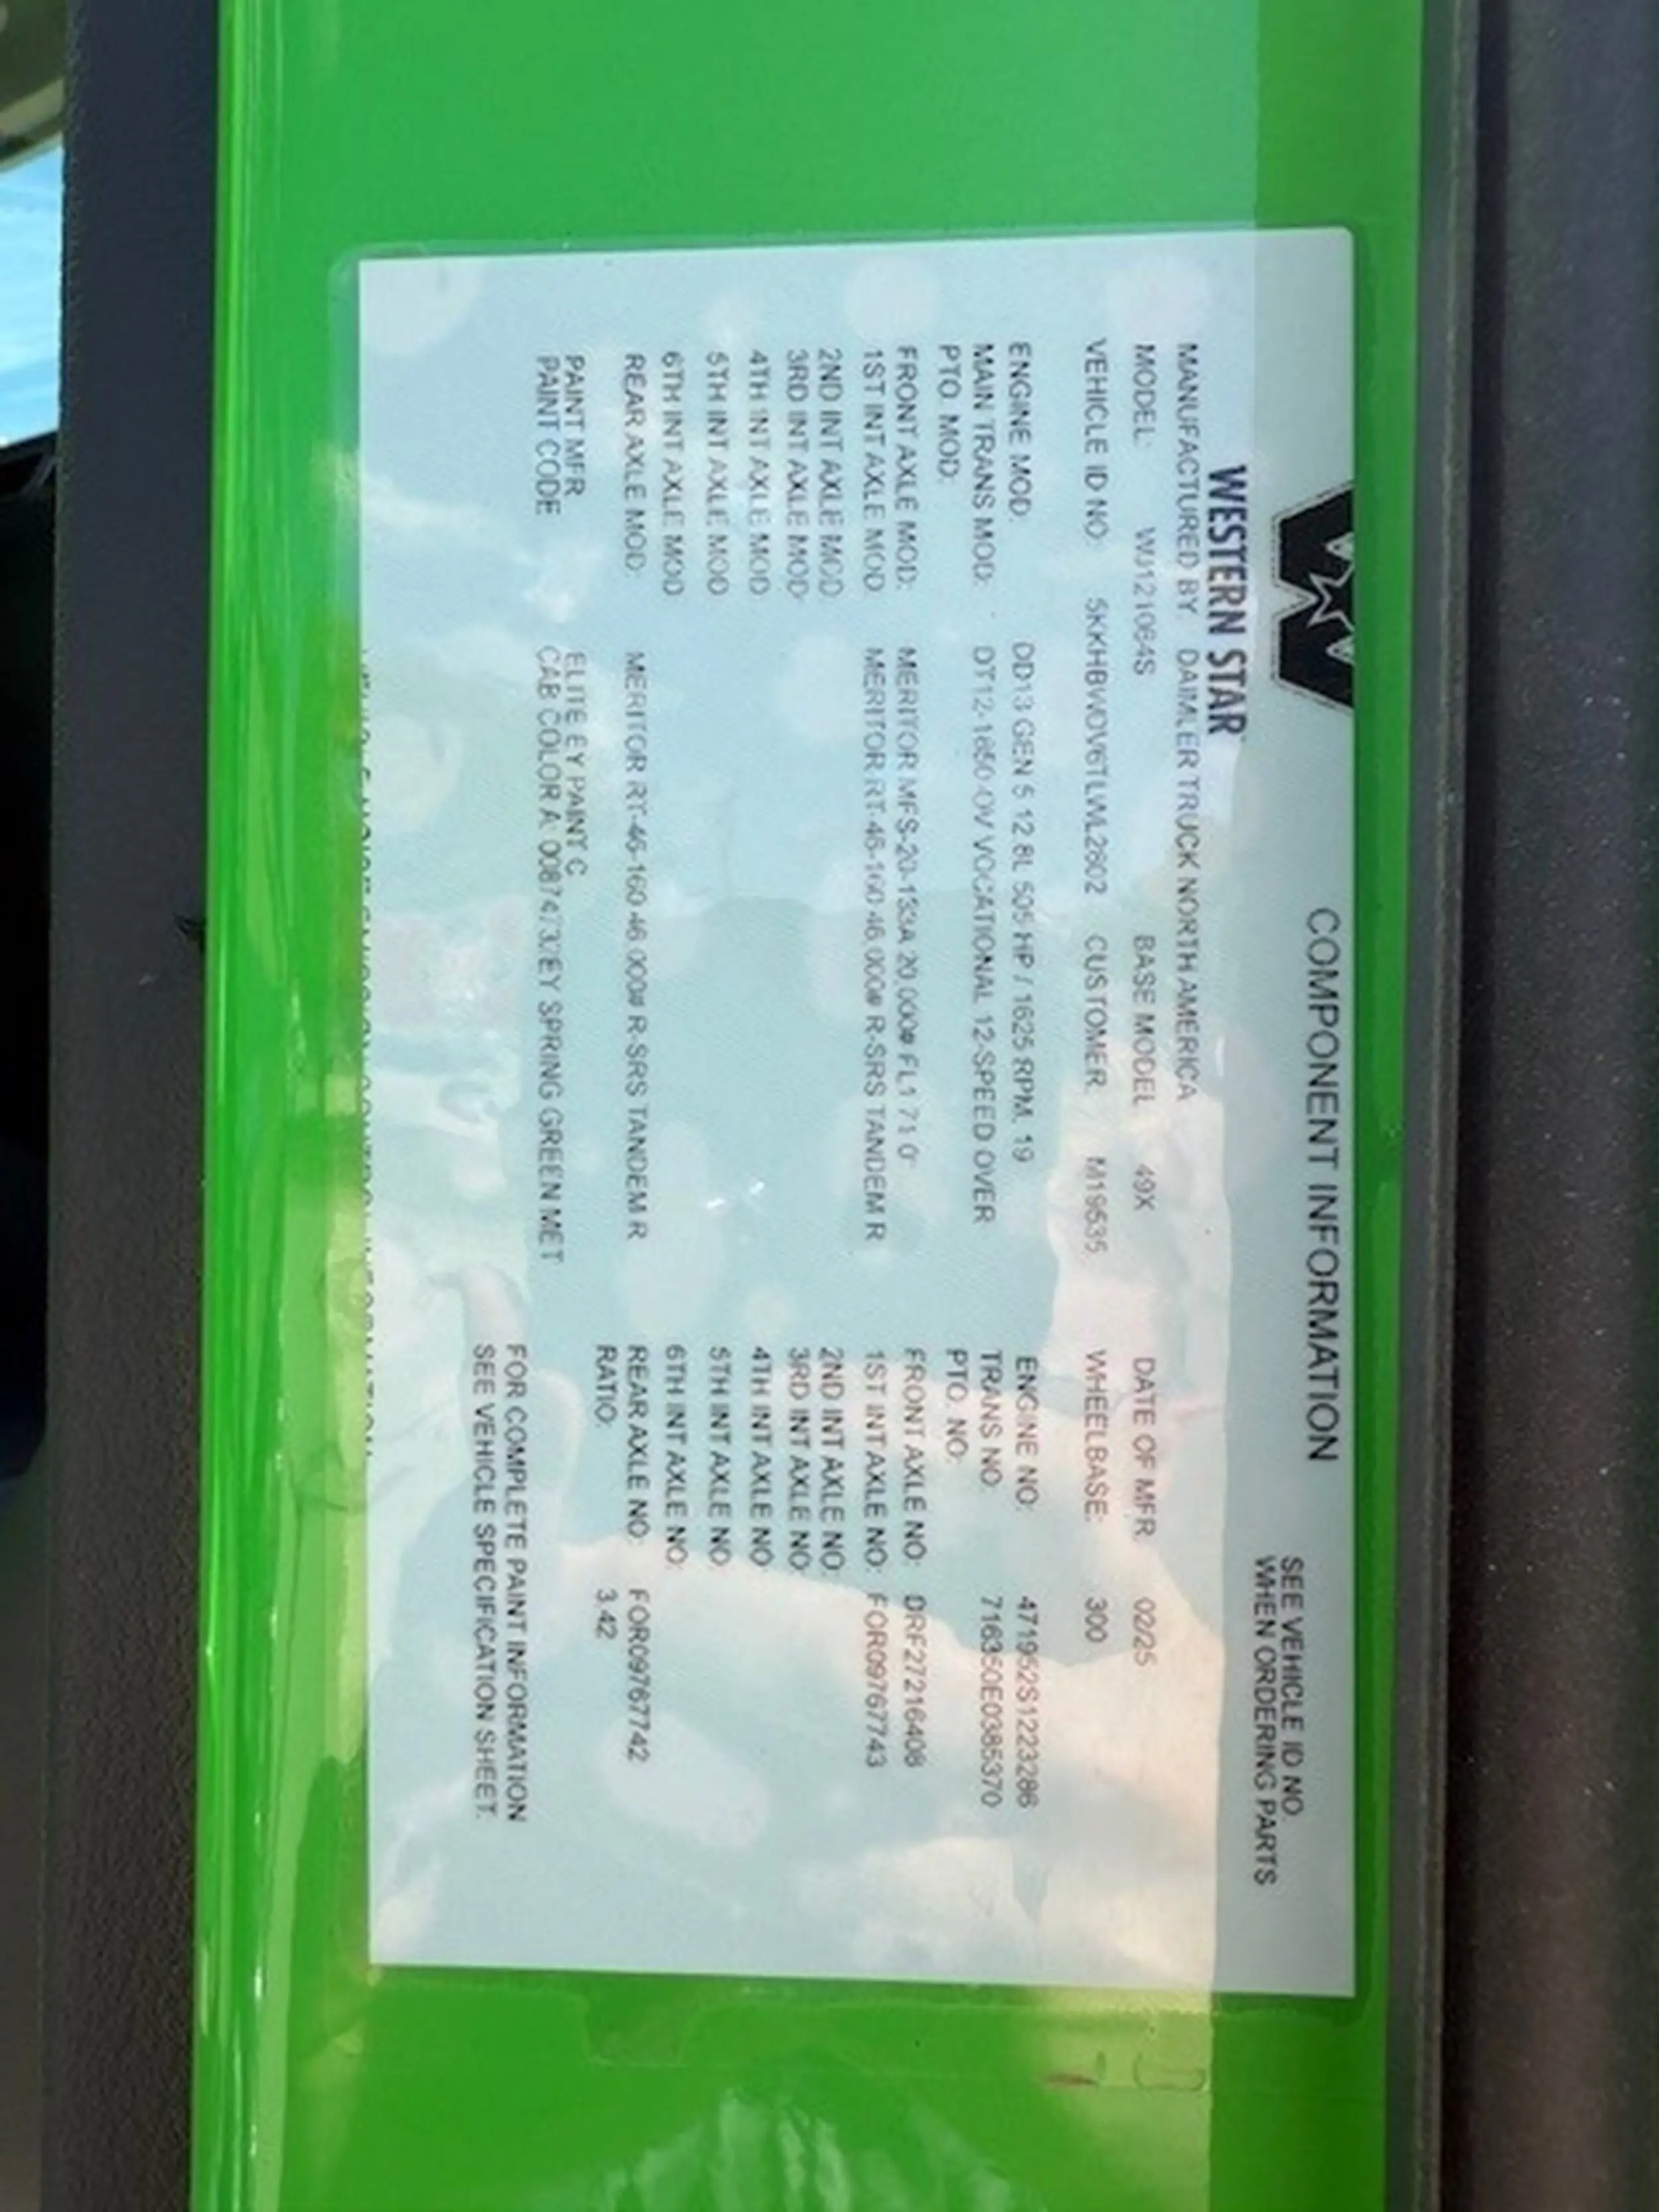 COMPONENT INFORMATION
SEE VEHICLE ID NO.
WHEN ORDERING PARTS
WESTERN STAR
MANUFACTURED BY DAIMLER TRUCK NORTH AMERICA
MODEL: WJ121064S BASE MODEL 49X DATE OF MFR. 02/25
VEHICLE ID NO: CUSTOMER: M19535 WHEELBASE: 300
ENGINE MOD: DD13 GEN 5 12.8L 505 HP / 1625 RPM, 19 ENGINE NO: 471952S1223286
MAIN TRANS MOD: DT12-1850-OV VOCATIONAL 12-SPEED OVER TRANS NO: 716350E0385370
PTO. MOD: PTO. NO:
FRONT AXLE MOD: MERITOR MFS-20-133A 20,000# FL1 71.0 FRONT AXLE NO: DRF27216408
1ST INT AXLE MOD MERITOR RT-46-160 46,000# R-SRS TANDEM R 1ST INT AXLE NO: FOR09767743
2ND INT AXLE MOD 2ND INT AXLE NO:
3RD INT AXLE MOD 3RD INT AXLE NO:
4TH INT AXLE MOD 4TH INT AXLE NO:
5TH INT AXLE MOD 5TH INT AXLE NO:
6TH INT AXLE MOD 6TH INT AXLE NO:
REAR AXLE MOD: MERITOR RT-46-160 46,000# R-SRS TANDEM R REAR AXLE NO: FOR09767742
RATIO: 3.42
PAINT MFR ELITE EY PAINT C
PAINT CODE CAB COLOR A: 00874732EY SPRING GREEN MET
FOR COMPLETE PAINT INFORMATION
SEE VEHICLE SPECIFICATION SHEET.